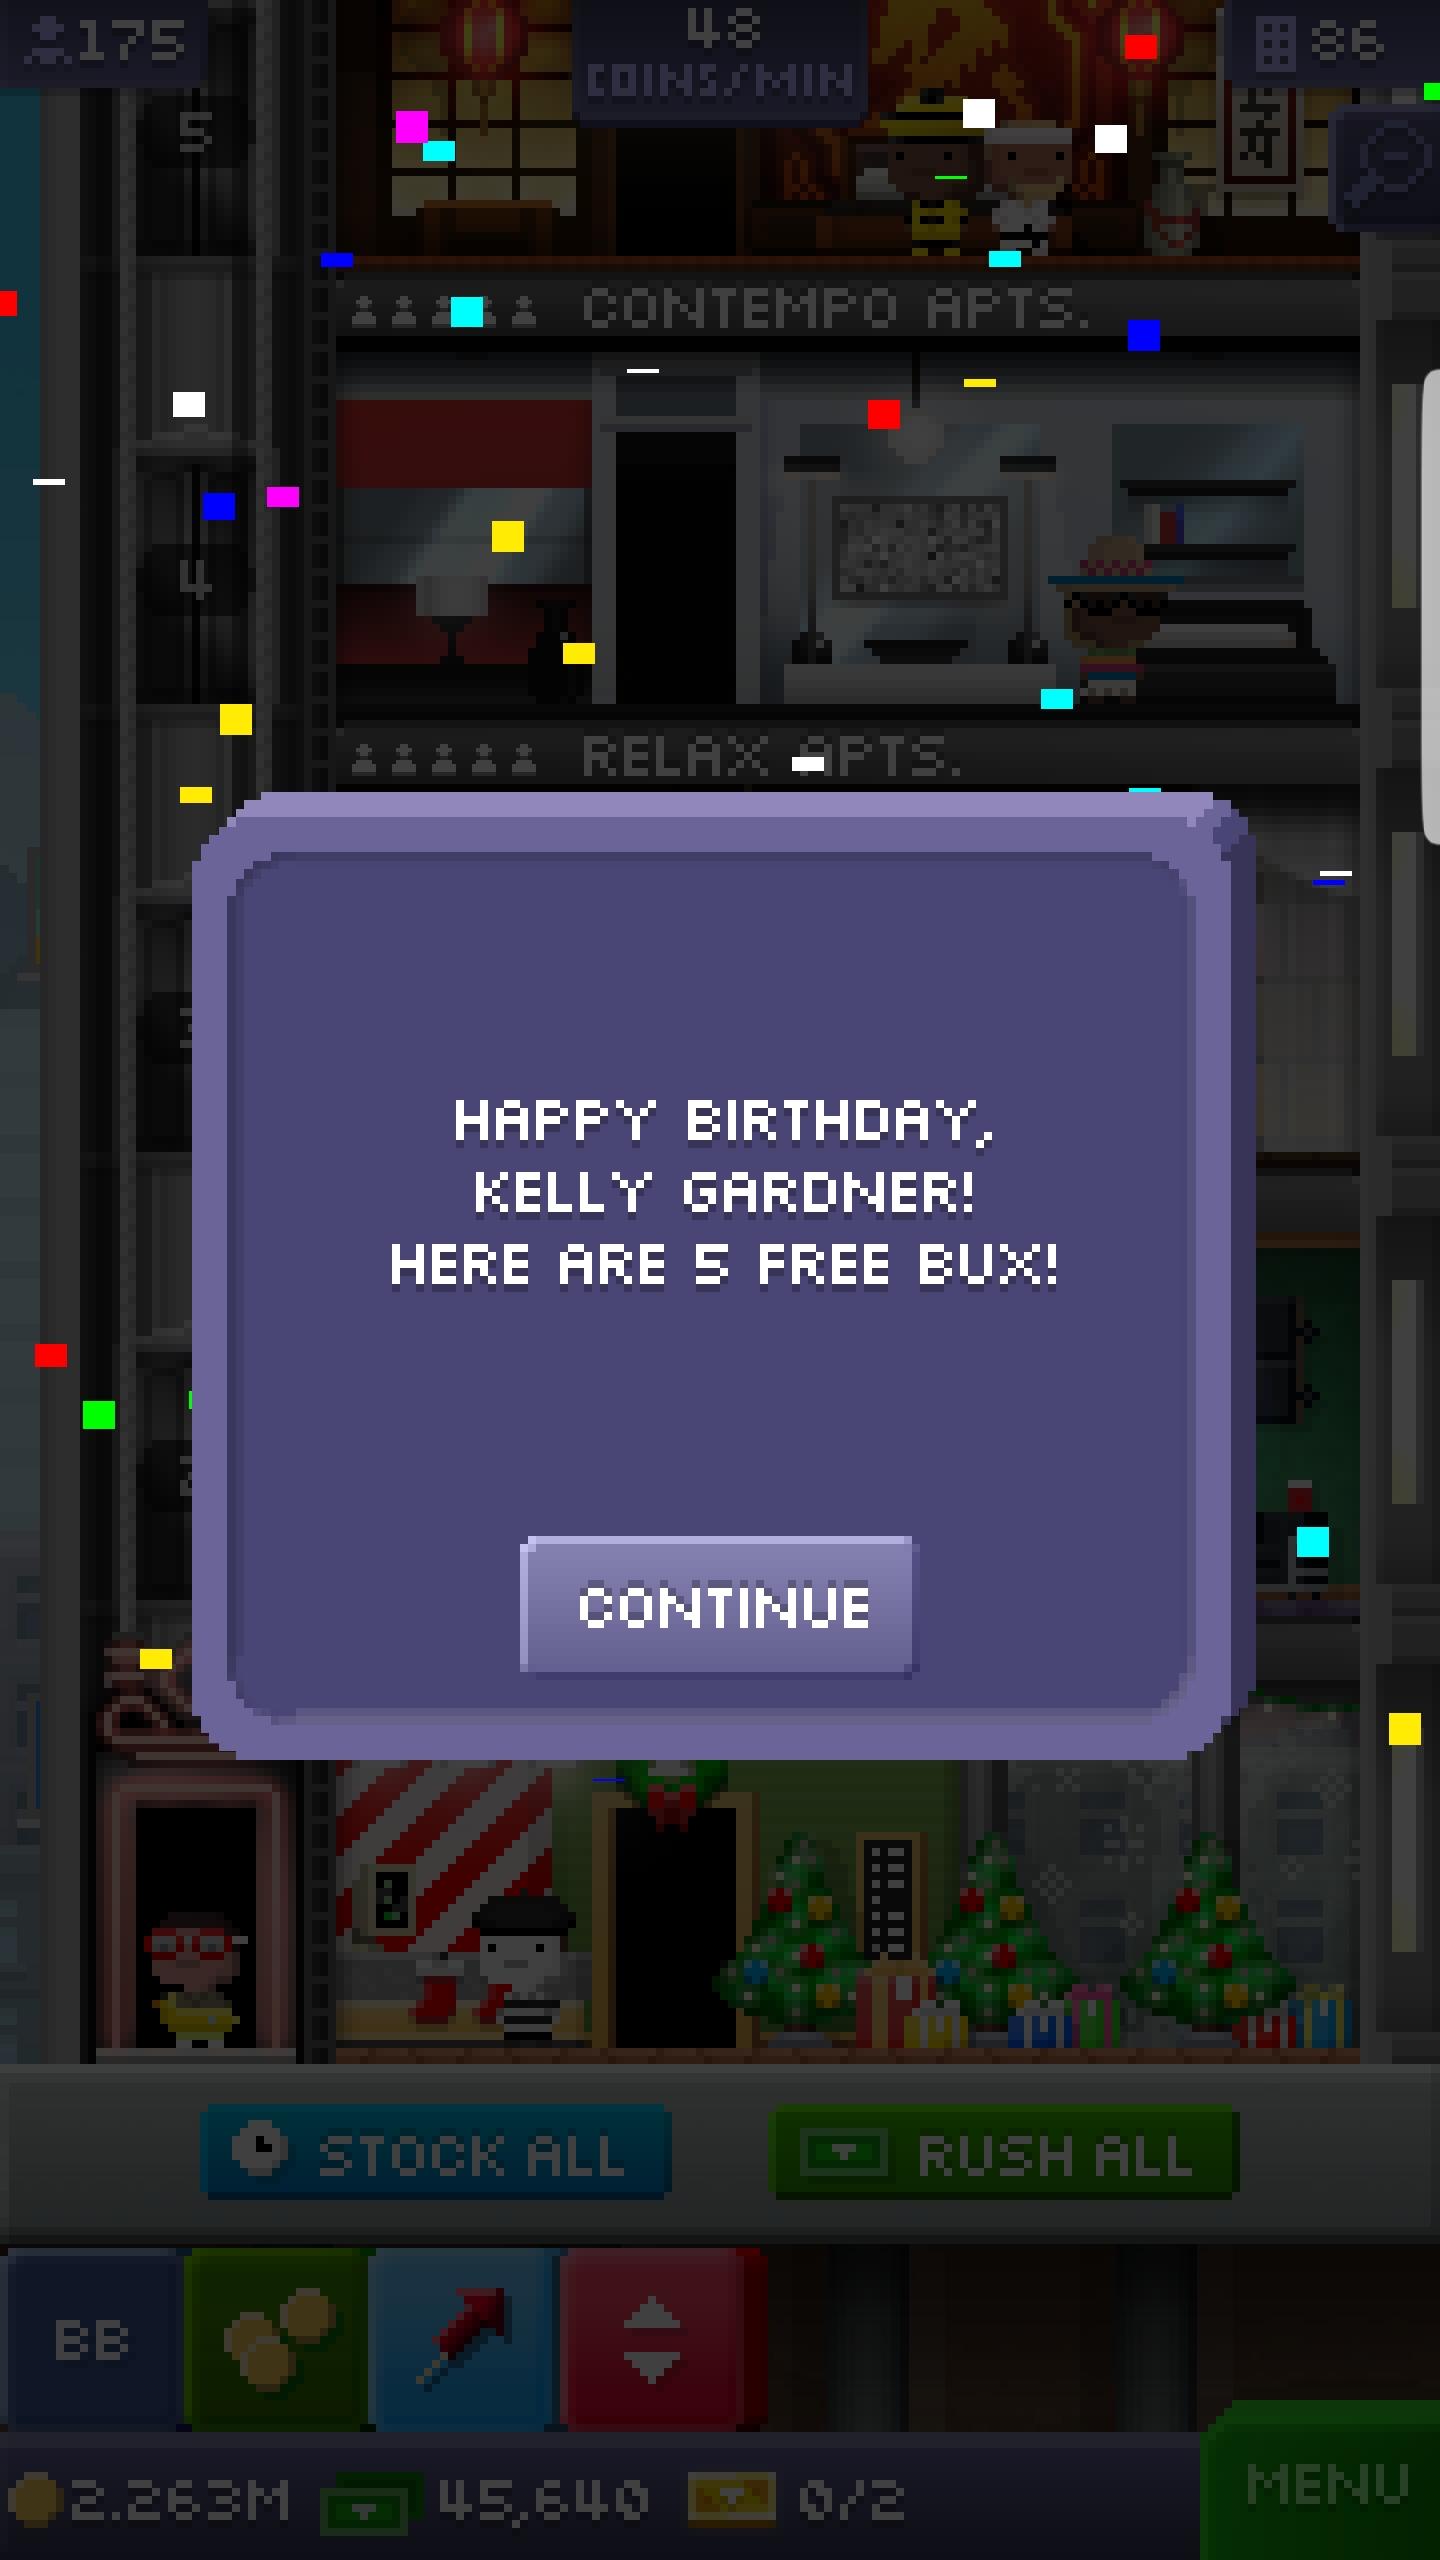 175
48
COINS/MIN
86
5
CONTEMPO APTS.
4
RELAX APTS.
HAPPY BIRTHDAY,
KELLY GARDNER!
HERE ARE 5 FREE BUX!
CONTINUE
STOCK ALL
RUSH ALL
BB
2.263M
45,640
0/2
MENU